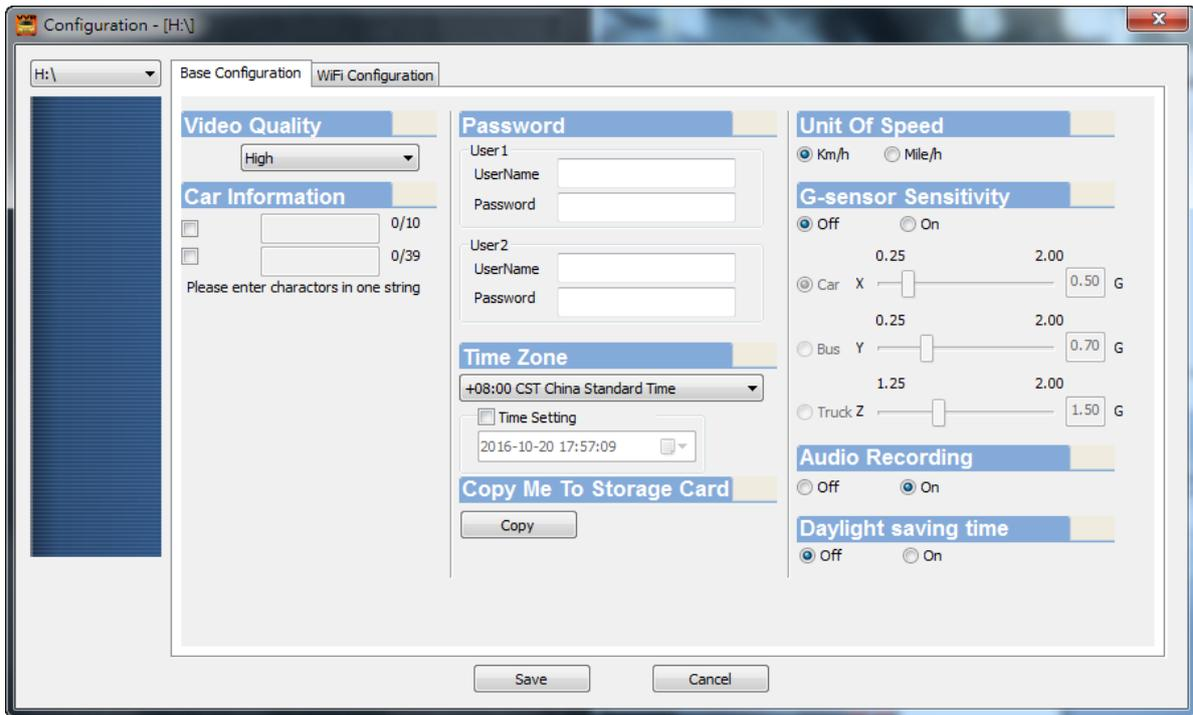 Configuration - [H:\]
H:\
Base Configuration
WiFi Configuration
Video Quality
High
Car Information
0/10
0/39
Please enter charactors in one string
Password
User1
UserName
Password
User2
UserName
Password
Time Zone
+08:00 CST China Standard Time
Time Setting
2016-10-20 17:57:09
Copy Me To Storage Card
Copy
Unit Of Speed
Km/h Mile/h
G-sensor Sensitivity
Off On
0.25 2.00
Car X 0.50 G
0.25 2.00
Bus Y 0.70 G
1.25 2.00
Truck Z 1.50 G
Audio Recording
Off On
Daylight saving time
Off On
Save Cancel